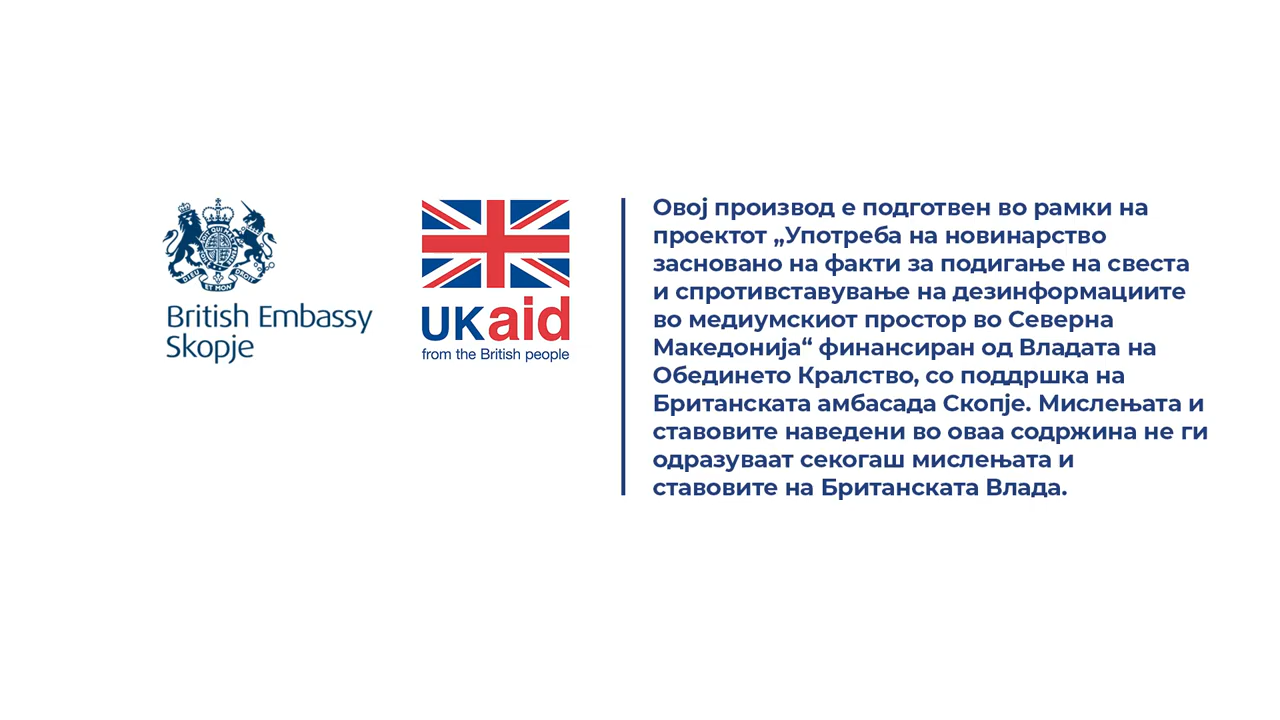 British Embassy
Skopje
UKaid
from the British people
Овој производ е подготвен во рамки на
проектот „Употреба на новинарство
засновано на факти за подигање на свеста
и спротивставување на дезинформациите
во медиумскиот простор во Северна
Македонија“ финансиран од Владата на
Обединето Кралство, со поддршка на
Британската амбасада Скопје. Мислењата и
ставовите наведени во оваа содржина не ги
одразуваат секогаш мислењата и
ставовите на Британската Влада.